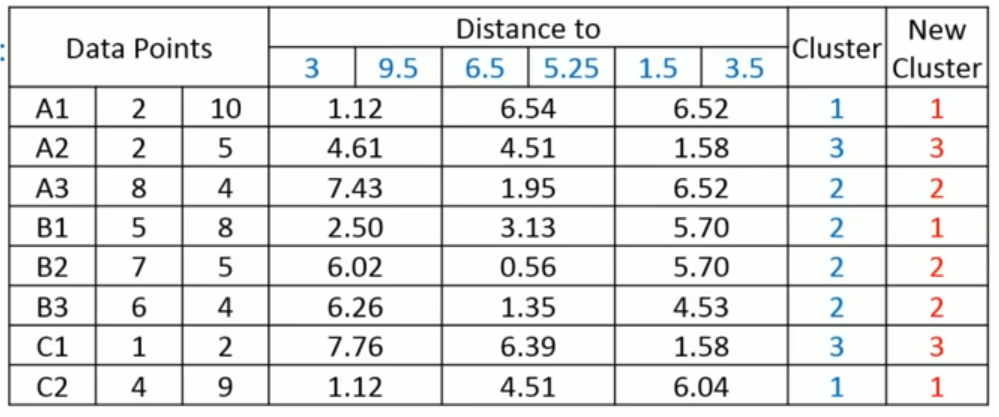 Data Points Distance to Cluster New Cluster
: 3 9.5 6.5 5.25 1.5 3.5
A1 2 10 1.12 6.54 6.52 1 1
A2 2 5 4.61 4.51 1.58 3 3
A3 8 4 7.43 1.95 6.52 2 2
B1 5 8 2.50 3.13 5.70 2 1
B2 7 5 6.02 0.56 5.70 2 2
B3 6 4 6.26 1.35 4.53 2 2
C1 1 2 7.76 6.39 1.58 3 3
C2 4 9 1.12 4.51 6.04 1 1